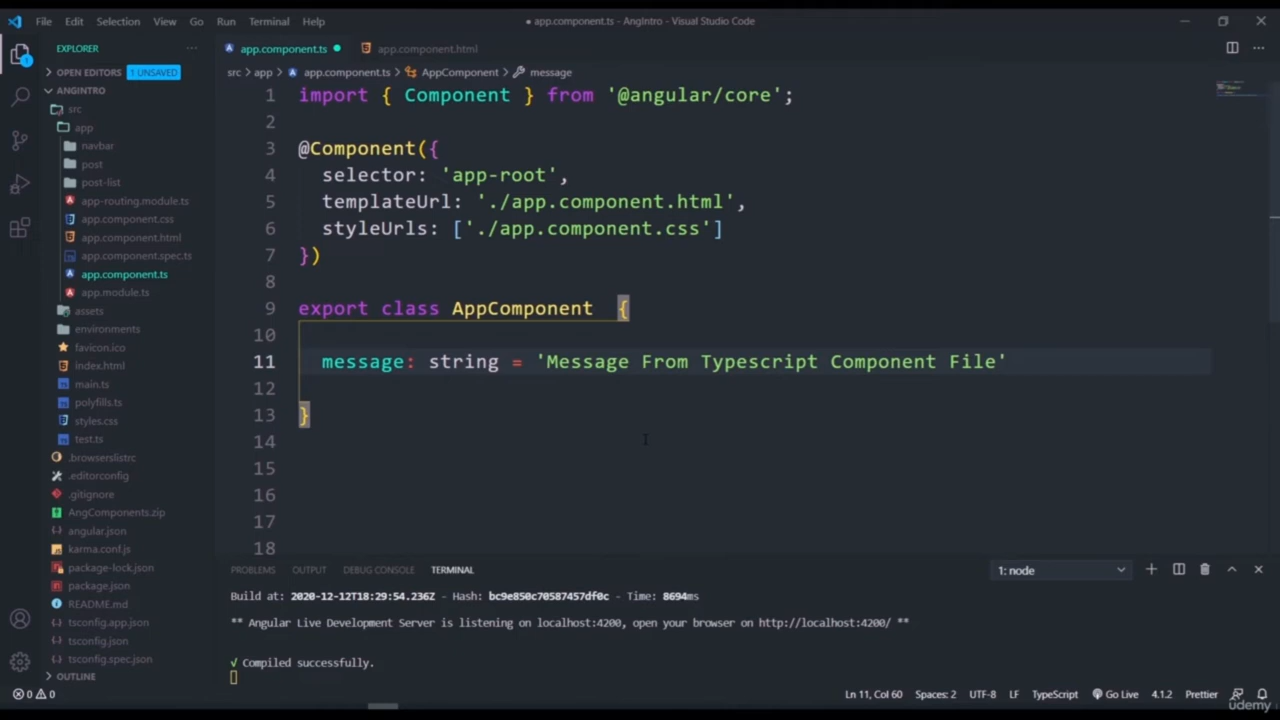 File Edit Selection View Go Run Terminal Help ● app.component.ts - AngIntro - Visual Studio Code
EXPLORER ···
app.component.ts ● app.component.html
OPEN EDITORS 1 UNSAVED
src > app > app.component.ts > AppComponent > message
ANGINTRO
src
app
navbar
post
post-list
app-routing.module.ts
app.component.css
app.component.html
app.component.spec.ts
app.component.ts
app.module.ts
assets
environments
favicon.ico
index.html
main.ts
polyfills.ts
styles.css
test.ts
.browserslistrc
.editorconfig
.gitignore
AngComponents.zip
angular.json
karma.conf.js
package-lock.json
package.json
README.md
tsconfig.app.json
tsconfig.json
tsconfig.spec.json
OUTLINE
1 import { Component } from '@angular/core';
2
3 @Component({
4 selector: 'app-root',
5 templateUrl: './app.component.html',
6 styleUrls: ['./app.component.css']
7 })
8
9 export class AppComponent {
10
11 message: string = 'Message From Typescript Component File'
12
13 }
14
15
16
17
18
PROBLEMS OUTPUT DEBUG CONSOLE TERMINAL 1: node
Build at: 2020-12-12T18:29:54.236Z - Hash: bc9e850c70587457df0c - Time: 8694ms
** Angular Live Development Server is listening on localhost:4200, open your browser on http://localhost:4200/ **
√ Compiled successfully.
0 0 Ln 11, Col 60 Spaces: 2 UTF-8 LF TypeScript Go Live 4.1.2 Prettier
udemy